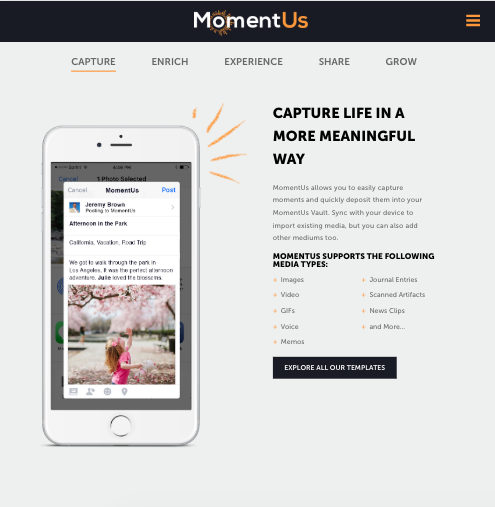 MomentUs
CAPTURE ENRICH EXPERIENCE SHARE GROW
CAPTURE LIFE IN A
MORE MEANINGFUL
WAY
MomentUs allows you to easily capture
moments and quickly deposit them into your
MomentUs Vault. Sync with your device to
import existing media, but you can also add
other mediums too.
MOMENTUS SUPPORTS THE FOLLOWING
MEDIA TYPES:
+ Images
+ Video
+ GIFs
+ Voice
+ Memos
+ Journal Entries
+ Scanned Artifacts
+ News Clips
+ and More...
EXPLORE ALL OUR TEMPLATES
1 Photo Selected
Cancel MomentUs Post
Jeremy Brown
Posting to MomentUs
Afternoon in the Park
California, Vacation, Road Trip
We got to walk through the park in
Los Angeles. It was the perfect afternoon
adventure. Julie loved the blossoms.